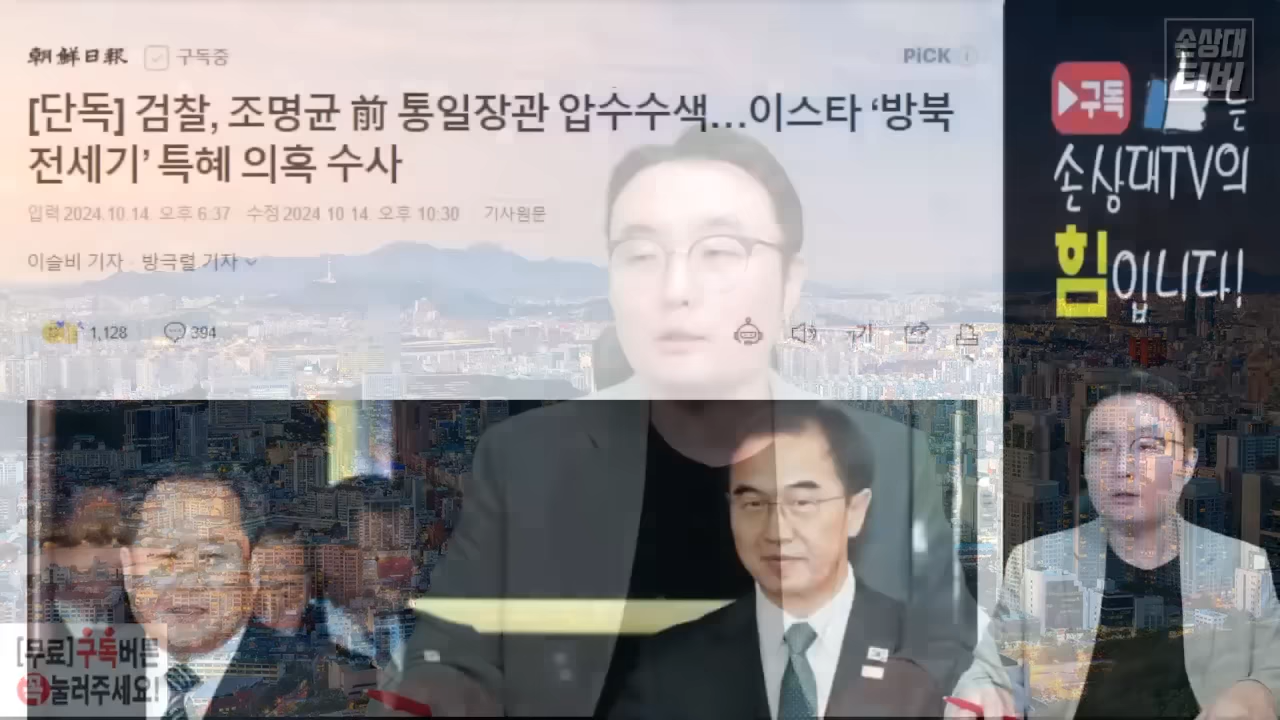 朝鮮日報 구독중 PiCK
[단독] 검찰, 조명균 前 통일장관 압수수색…이스타 ‘방북
전세기’ 특혜 의혹 수사
입력 2024.10.14. 오후 6:37 수정 2024.10.14. 오후 10:30 기사원문
이슬비 기자 · 방극렬 기자
1,128 394 가가
손상대
티비
구독
는
손상대TV의
힘입니다!
[무료]구독버튼
꼭눌러주세요!